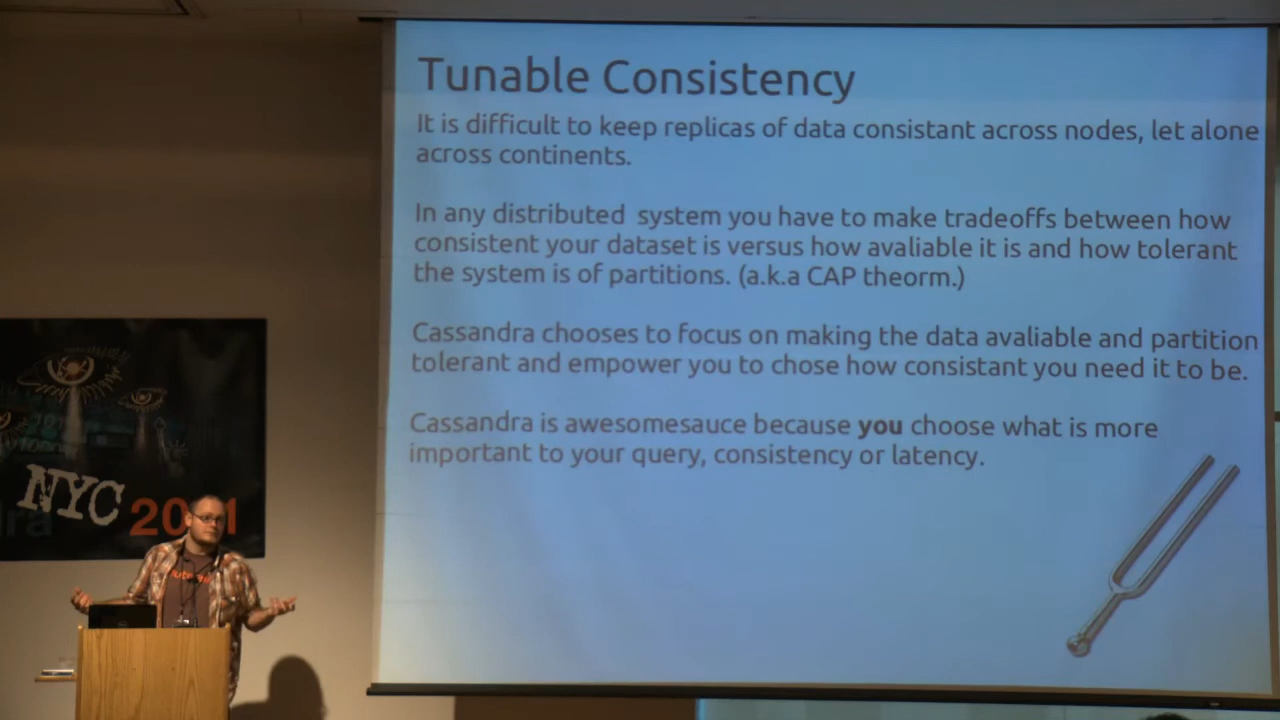 Tunable Consistency
It is difficult to keep replicas of data consistant across nodes, let alone
across continents.
In any distributed system you have to make tradeoffs between how
consistent your dataset is versus how avaliable it is and how tolerant
the system is of partitions. (a.k.a CAP theorm.)
Cassandra chooses to focus on making the data avaliable and partition
tolerant and empower you to chose how consistant you need it to be.
Cassandra is awesomesauce because you choose what is more
important to your query, consistency or latency.
NYC